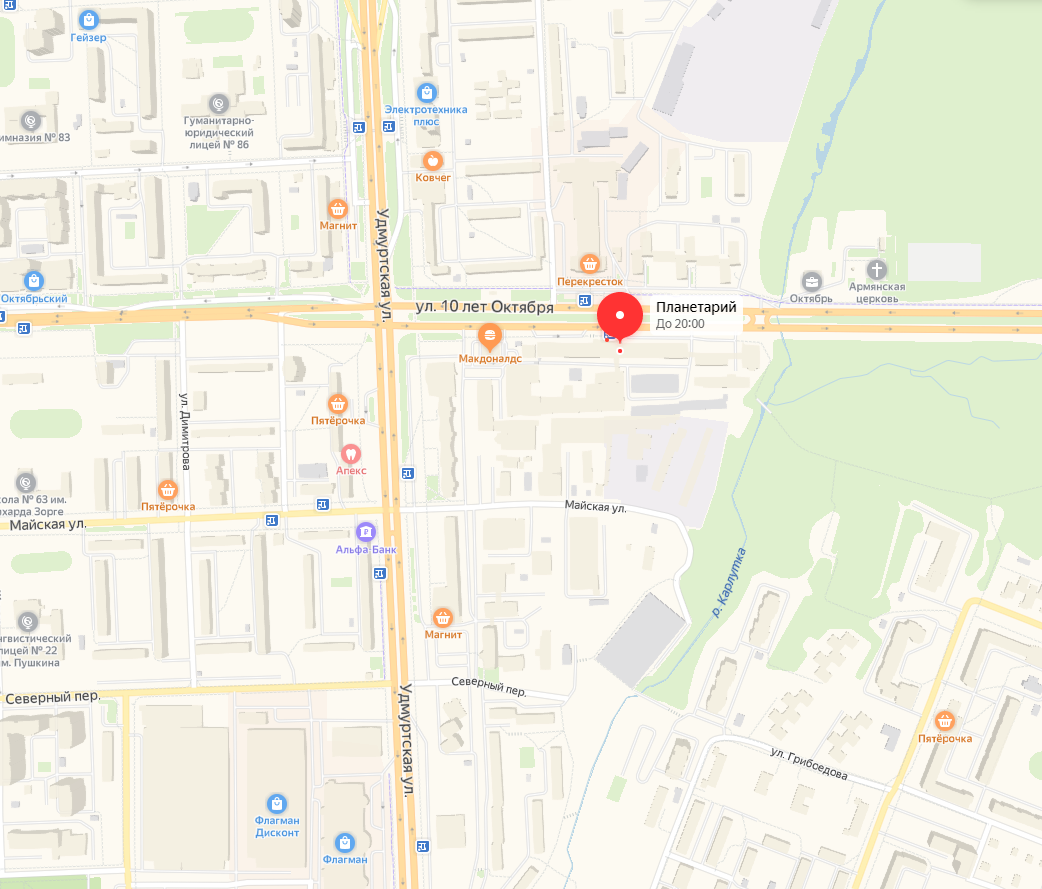 Гейзер
Электротехника
плюс
Гуманитарно-
юридический
лицей № 86
имназия № 83
Ковчег
Магнит
Удмуртская ул.
Перекресток
Октябрьский
Октябрь
Армянская
церковь
ул. 10 лет Октября
Планетарий
До 20:00
Макдоналдс
ул. Димитрова
Пятёрочка
Апекс
кола № 63 им.
харда Зорге
Пятёрочка
Майская ул.
Майская ул.
Альфа-Банк
р. Карлутка
Магнит
нгвистический
лицей № 22
м. Пушкина
Северный пер.
Северный пер.
Удмуртская ул.
Пятёрочка
ул. Грибоедова
Флагман
Дисконт
Флагман